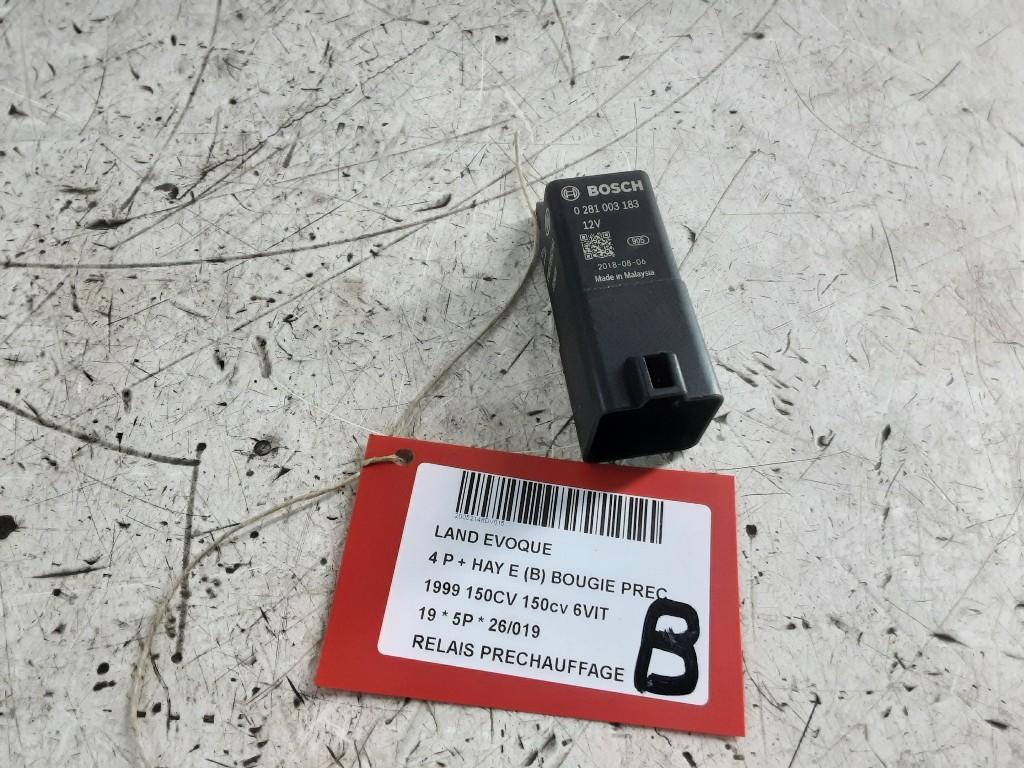 BOSCH
0 281 003 183
12V
905
2018-08-06
Made in Malaysia
LAND EVOQUE
4 P + HAY E (B) BOUGIE PREC
1999 150CV 150cv 6VIT
19 * 5P * 26/019
RELAIS PRECHAUFFAGE
B